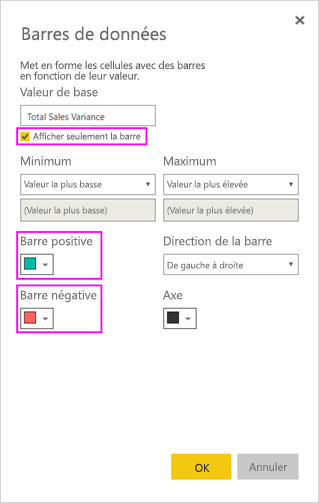 Barres de données
Met en forme les cellules avec des barres
en fonction de leur valeur.
Valeur de base
Total Sales Variance
Afficher seulement la barre
Minimum Maximum
Valeur la plus basse Valeur la plus élevée
(Valeur la plus basse) (Valeur la plus élevée)
Barre positive Direction de la barre
De gauche à droite
Barre négative Axe
OK Annuler